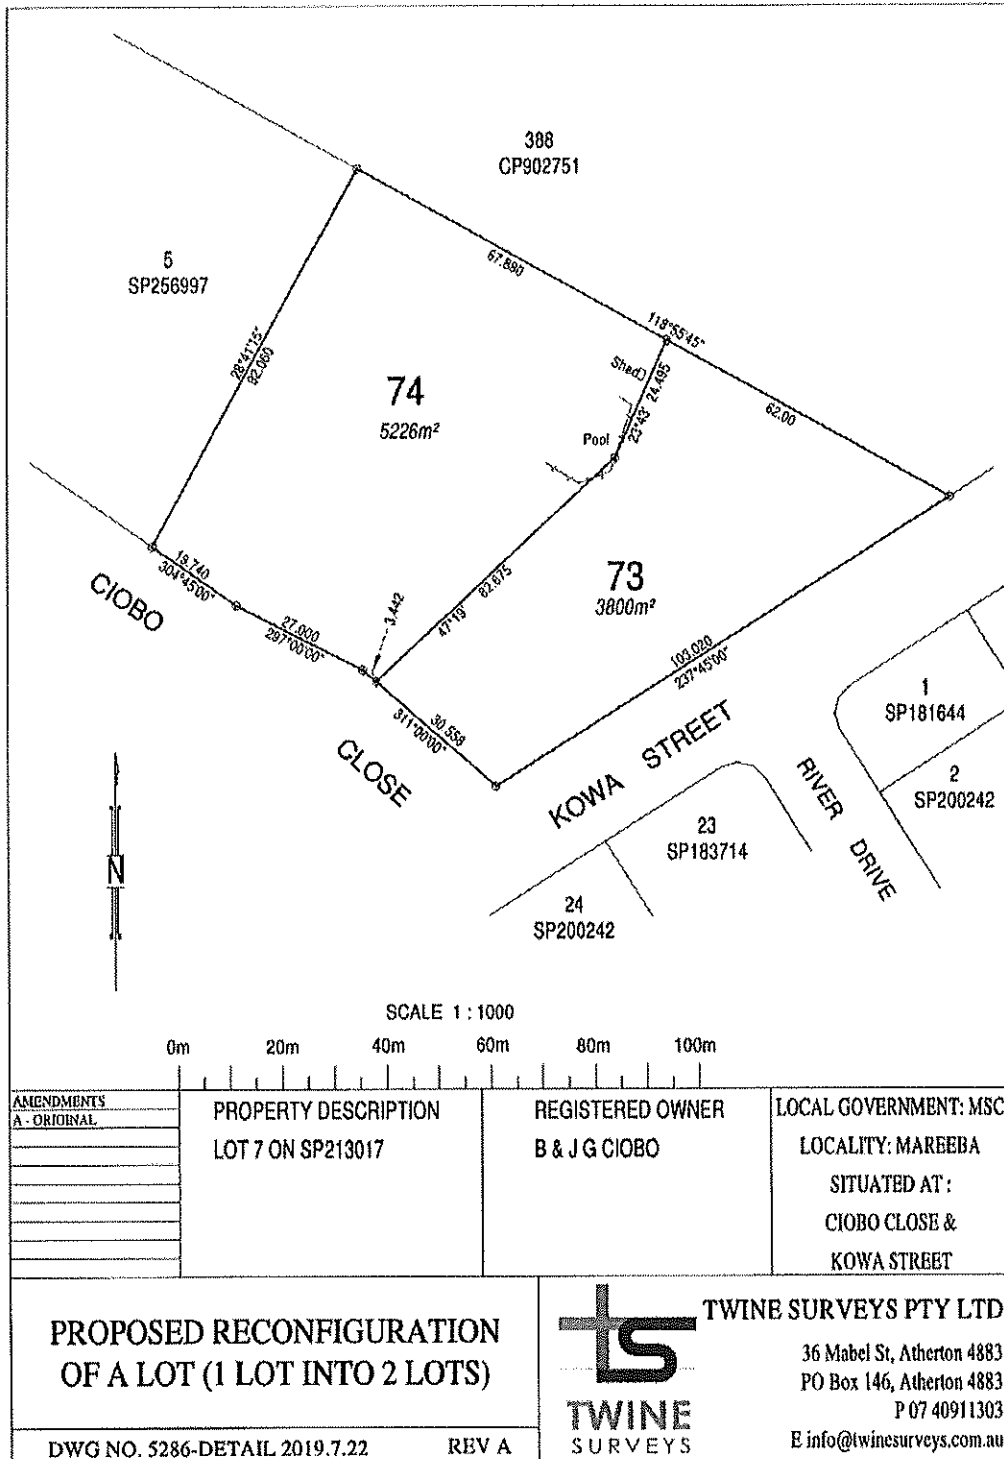 388
CP902751
5
SP256997
67.880
118°55'45"
28°41'15"
82.060
Shed
24.495
23°43'
62.00
74
5226m²
Pool
19.740
304°45'00"
CIOBO
27.000
297°00'00"
3.442
47°19'
82.675
73
3800m²
103.020
237°45'00"
30.558
311°00'00"
CLOSE
KOWA STREET
1
SP181644
2
SP200242
RIVER DRIVE
23
SP183714
24
SP200242
N
SCALE 1 : 1000
0m 20m 40m 60m 80m 100m
AMENDMENTS
A - ORIGINAL
PROPERTY DESCRIPTION
LOT 7 ON SP213017
REGISTERED OWNER
B & J G CIOBO
LOCAL GOVERNMENT: MSC
LOCALITY: MAREEBA
SITUATED AT :
CIOBO CLOSE &
KOWA STREET
PROPOSED RECONFIGURATION
OF A LOT (1 LOT INTO 2 LOTS)
DWG NO. 5286-DETAIL 2019.7.22 REV A
ts
TWINE
SURVEYS
TWINE SURVEYS PTY LTD
36 Mabel St, Atherton 4883
PO Box 146, Atherton 4883
P 07 40911303
E info@twinesurveys.com.au